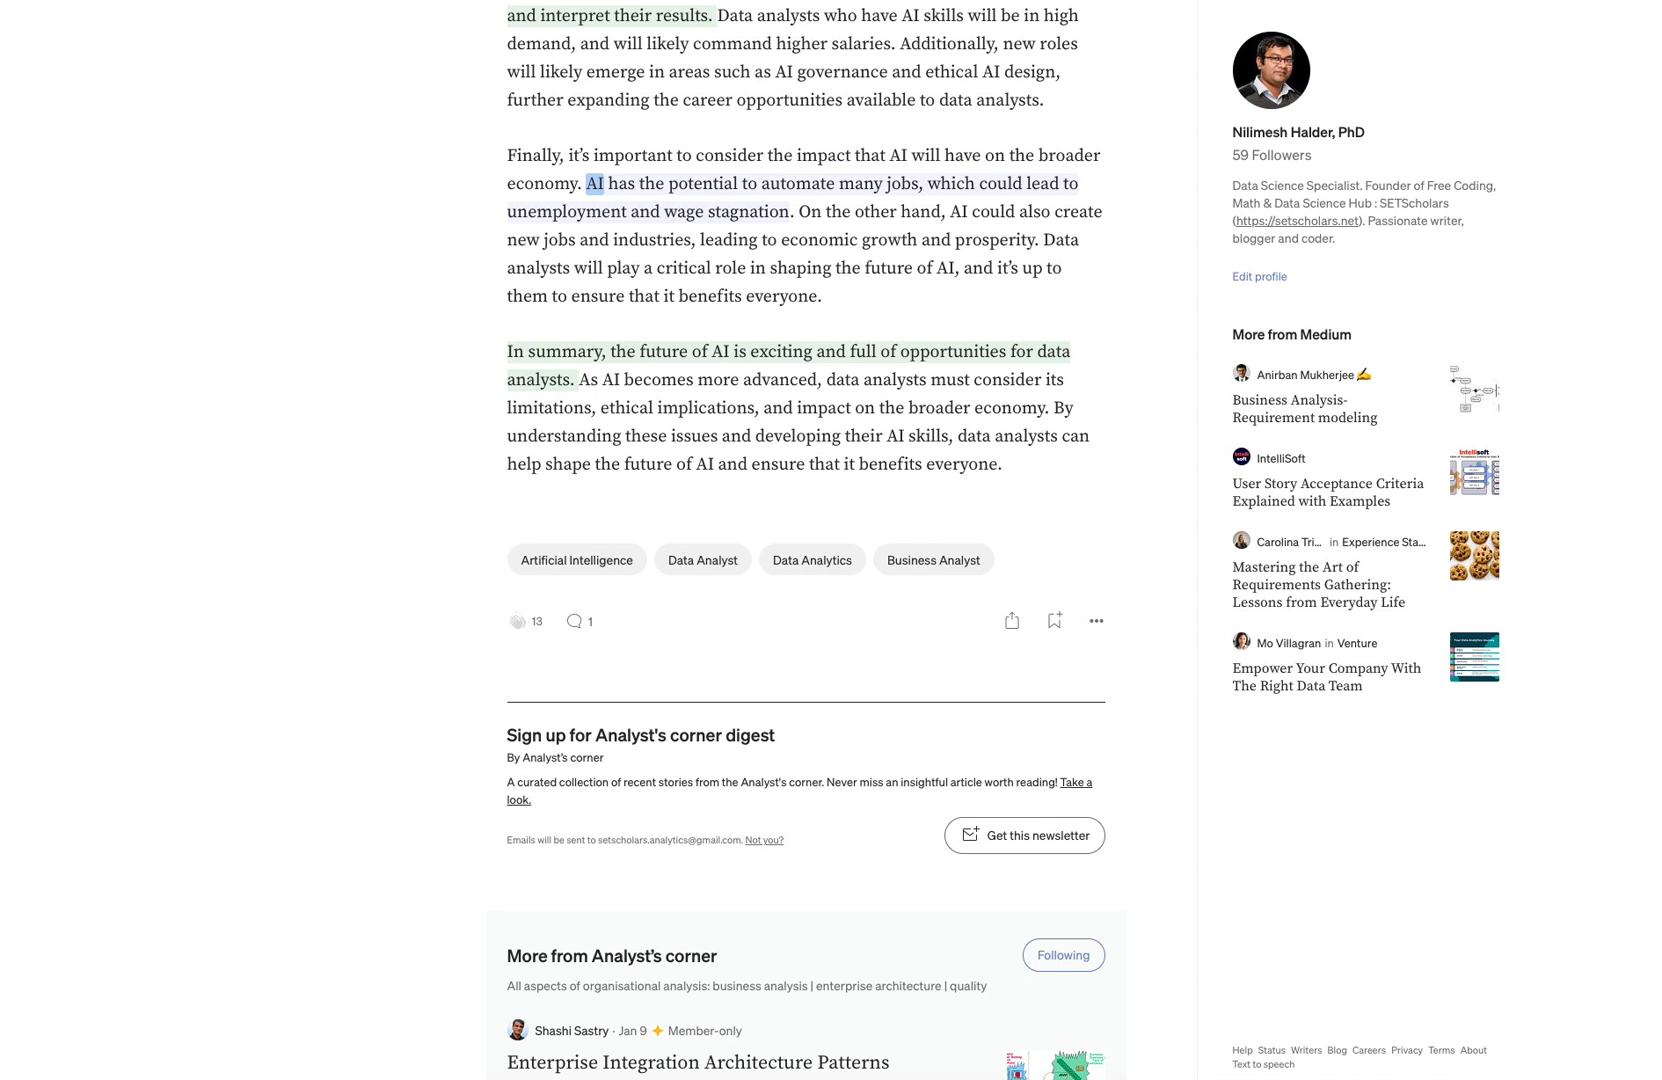 and interpret their results. Data analysts who have AI skills will be in high
demand, and will likely command higher salaries. Additionally, new roles
will likely emerge in areas such as AI governance and ethical AI design,
further expanding the career opportunities available to data analysts.
Finally, it’s important to consider the impact that AI will have on the broader
economy. AI has the potential to automate many jobs, which could lead to
unemployment and wage stagnation. On the other hand, AI could also create
new jobs and industries, leading to economic growth and prosperity. Data
analysts will play a critical role in shaping the future of AI, and it’s up to
them to ensure that it benefits everyone.
In summary, the future of AI is exciting and full of opportunities for data
analysts. As AI becomes more advanced, data analysts must consider its
limitations, ethical implications, and impact on the broader economy. By
understanding these issues and developing their AI skills, data analysts can
help shape the future of AI and ensure that it benefits everyone.
Artificial Intelligence
Data Analyst
Data Analytics
Business Analyst
13
1
Sign up for Analyst's corner digest
By Analyst’s corner
A curated collection of recent stories from the Analyst's corner. Never miss an insightful article worth reading! Take a
look.
Emails will be sent to setscholars.analytics@gmail.com. Not you?
Get this newsletter
More from Analyst’s corner
Following
All aspects of organisational analysis: business analysis | enterprise architecture | quality
Shashi Sastry · Jan 9 Member-only
Enterprise Integration Architecture Patterns
Nilimesh Halder, PhD
59 Followers
Data Science Specialist. Founder of Free Coding,
Math & Data Science Hub : SETScholars
(https://setscholars.net). Passionate writer,
blogger and coder.
Edit profile
More from Medium
Anirban Mukherjee ✍️
Business Analysis-
Requirement modeling
IntelliSoft
User Story Acceptance Criteria
Explained with Examples
Intellisoft
Carolina Tri... in Experience Sta...
Mastering the Art of
Requirements Gathering:
Lessons from Everyday Life
Mo Villagran in Venture
Empower Your Company With
The Right Data Team
Help Status Writers Blog Careers Privacy Terms About
Text to speech